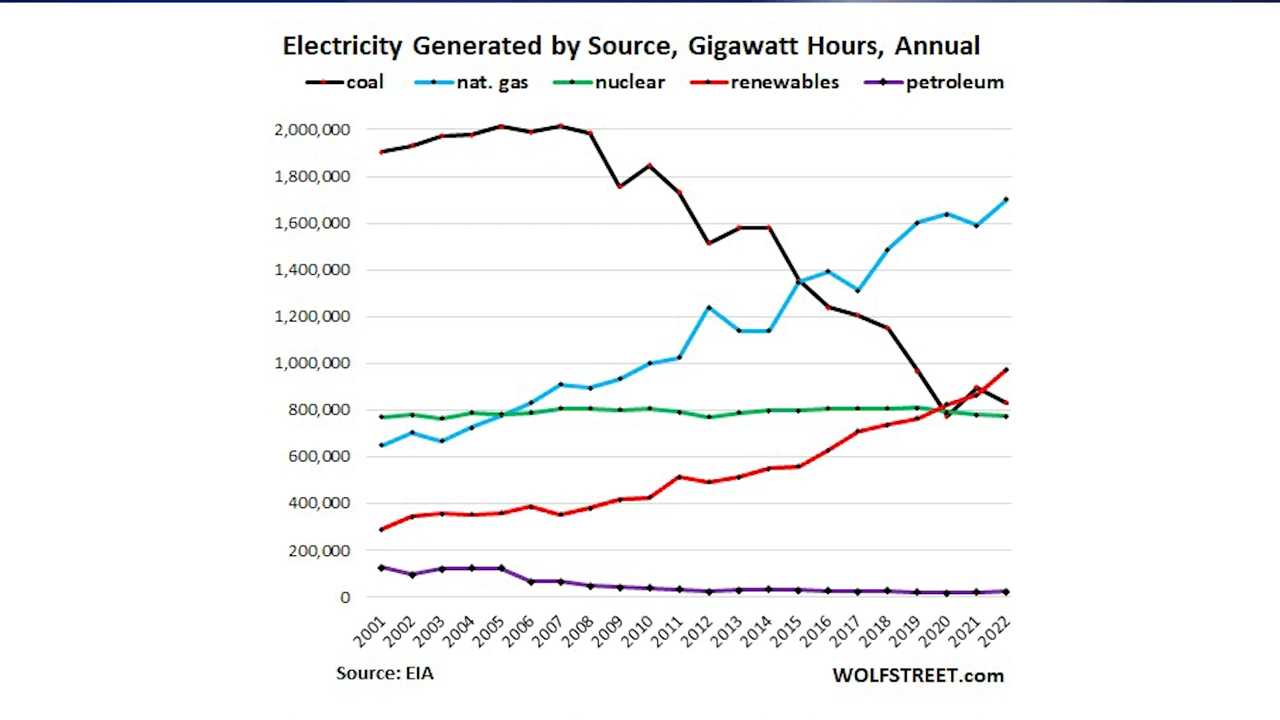 Electricity Generated by Source, Gigawatt Hours, Annual
coal nat. gas nuclear renewables petroleum
2,000,000
1,800,000
1,600,000
1,400,000
1,200,000
1,000,000
800,000
600,000
400,000
200,000
0
2001 2002 2003 2004 2005 2006 2007 2008 2009 2010 2011 2012 2013 2014 2015 2016 2017 2018 2019 2020 2021 2022
Source: EIA
WOLFSTREET.com